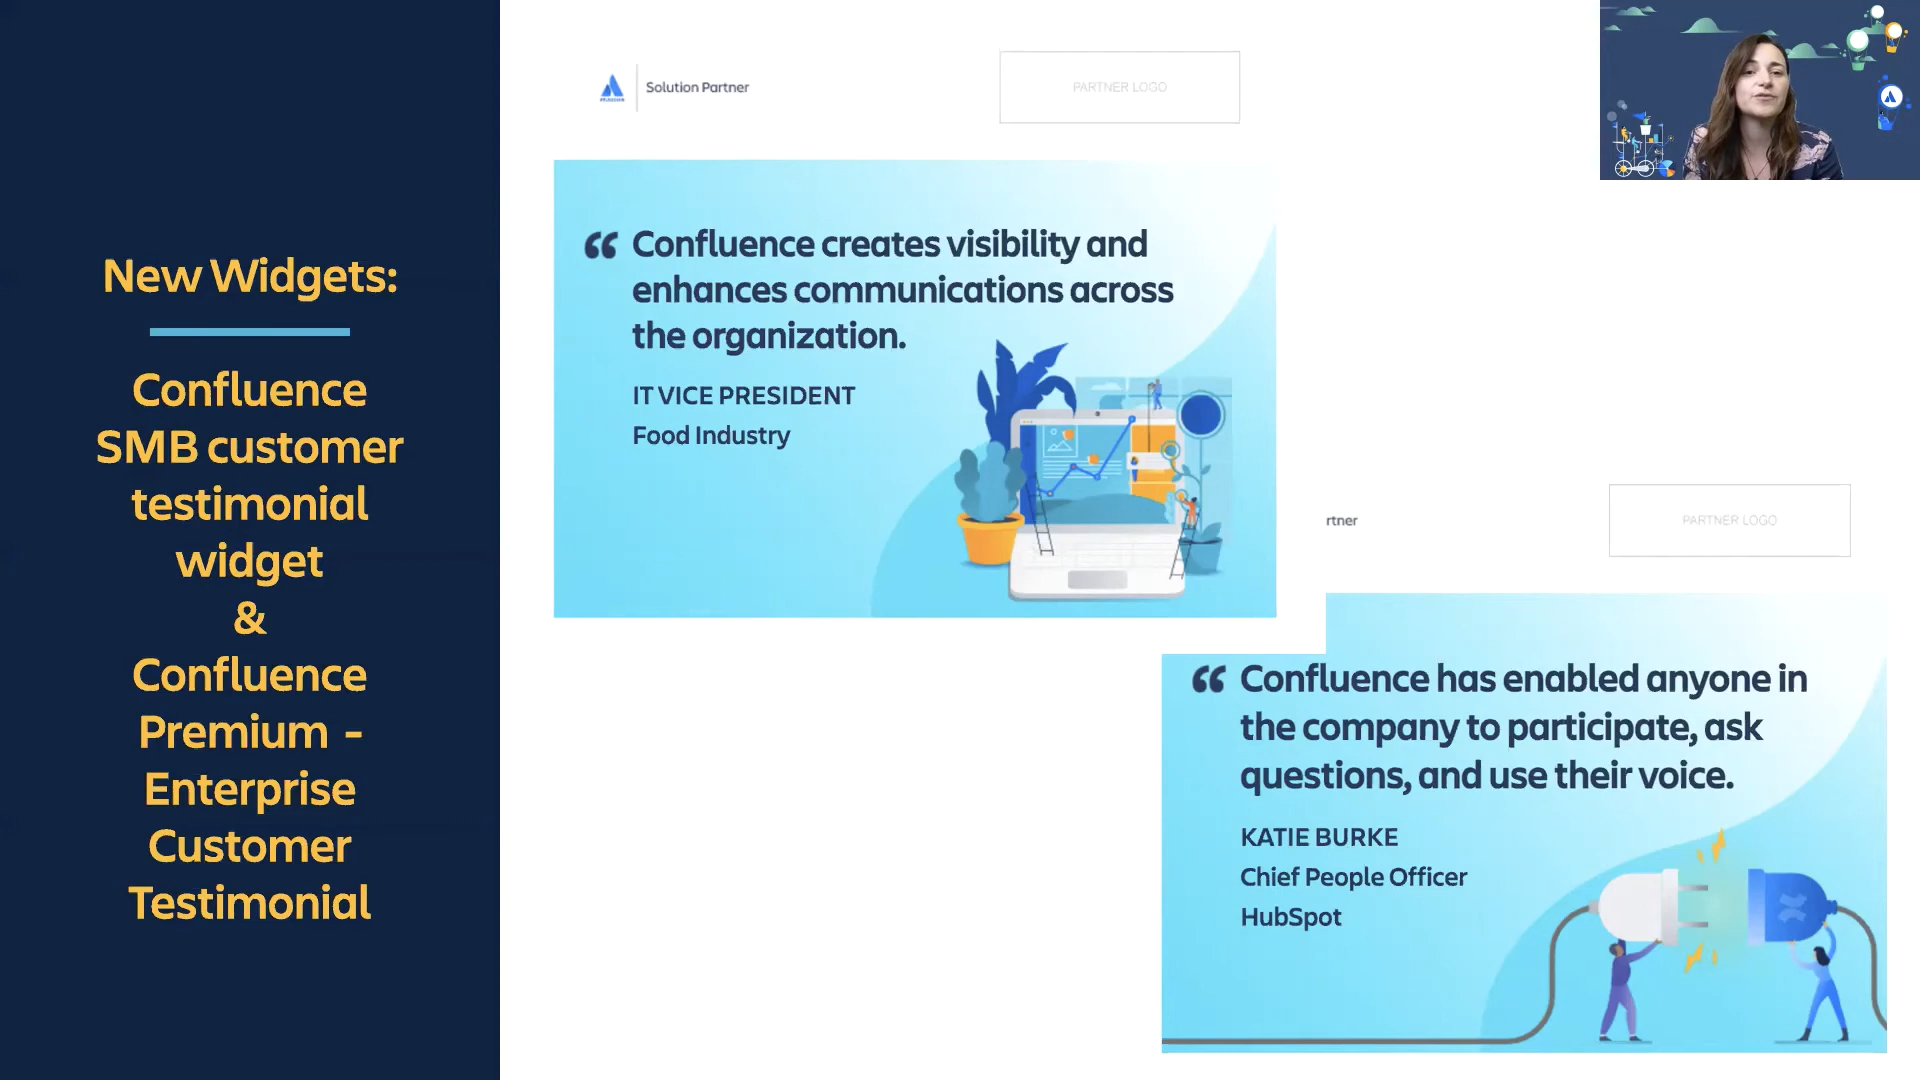 New Widgets:
Confluence
SMB customer
testimonial
widget
&
Confluence
Premium -
Enterprise
Customer
Testimonial
Solution Partner
PARTNER LOGO
“ Confluence creates visibility and
enhances communications across
the organization.
IT VICE PRESIDENT
Food Industry
rtner
PARTNER LOGO
“ Confluence has enabled anyone in
the company to participate, ask
questions, and use their voice.
KATIE BURKE
Chief People Officer
HubSpot